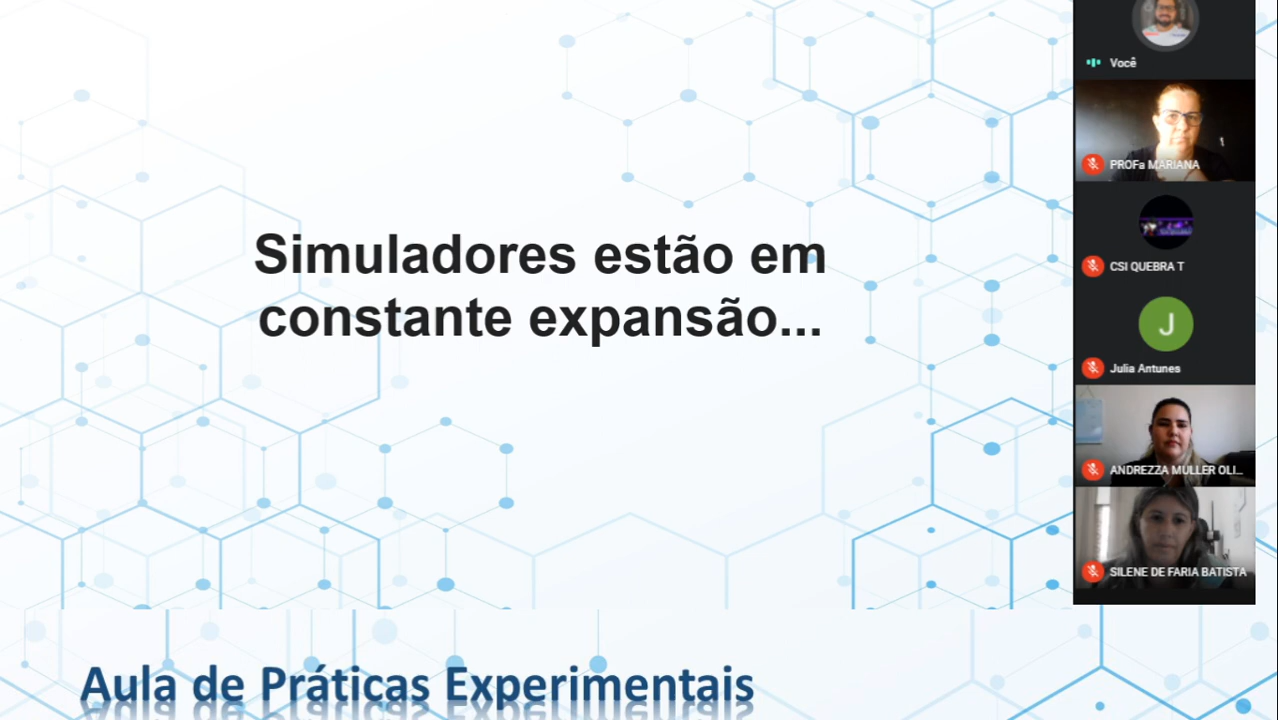 Simuladores estão em
constante expansão...
Aula de Práticas Experimentais
Você
PROFa MARIANA
CSI QUEBRA T
J
Julia Antunes
ANDREZZA MULLER OLI...
SILENE DE FARIA BATISTA